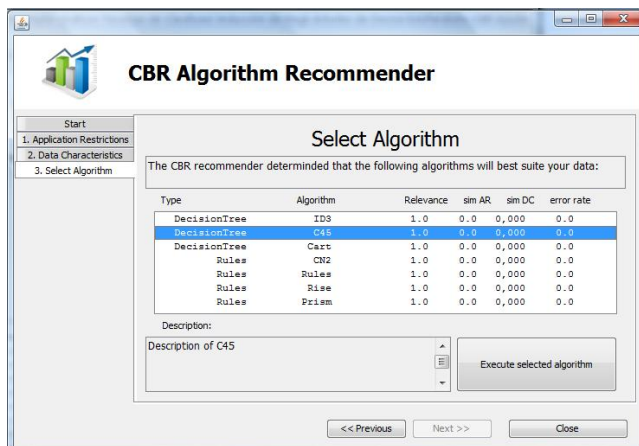 CBR Algorithm Recommender
Start
1. Application Restrictions
2. Data Characteristics
3. Select Algorithm
Select Algorithm
The CBR recommender determinded that the following algorithms will best suite your data:
Type Algorithm Relevance sim AR sim DC error rate
DecisionTree ID3 1.0 0.0 0,000 0.0
DecisionTree C45 1.0 0.0 0,000 0.0
DecisionTree Cart 1.0 0.0 0,000 0.0
Rules CN2 1.0 0.0 0,000 0.0
Rules Rules 1.0 0.0 0,000 0.0
Rules Rise 1.0 0.0 0,000 0.0
Rules Prism 1.0 0.0 0,000 0.0
Description:
Description of C45
Execute selected algorithm
<< Previous Next >> Close